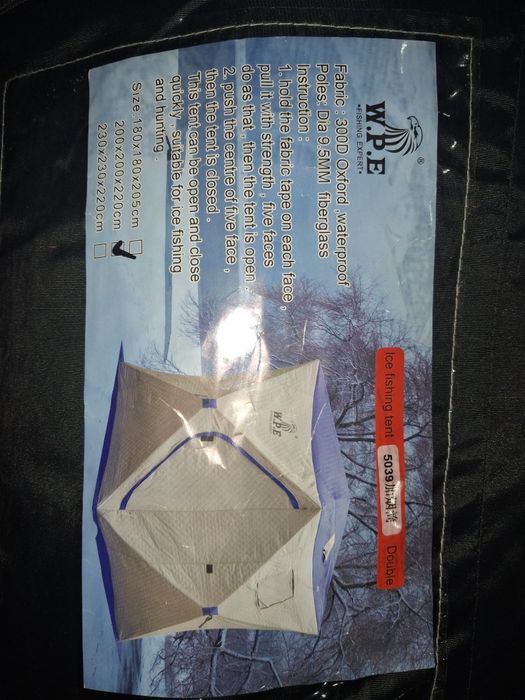 W.P.E
®
•FISHING EXPERT•
Ice fishing tent 5039 Double
Fabric : 300D Oxford ,waterproof
Poles: Dia 9.5MM fiberglass
Instruction :
1. hold the fabric tape on each face ,
pull it with strength , five faces
do as that , then the tent is open .
2. push the centre of five face ,
then the tent is closed .
This tent can be open and close
quickly , suitable for ice fishing
and hunting .
Size: 180x180x205cm
200x200x220cm
230x230x220cm
W.P.E